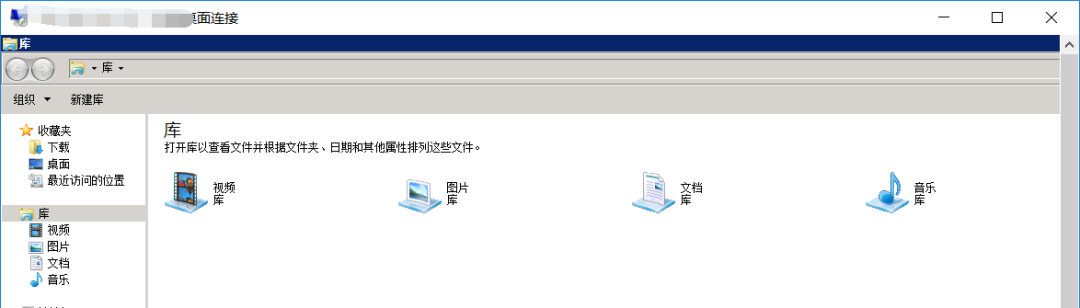 桌面连接
库
库
组织 新建库
收藏夹
下载
桌面
最近访问的位置
库
视频
图片
文档
音乐
库
打开库以查看文件并根据文件夹、日期和其他属性排列这些文件。
视频
库
图片
库
文档
库
音乐
库